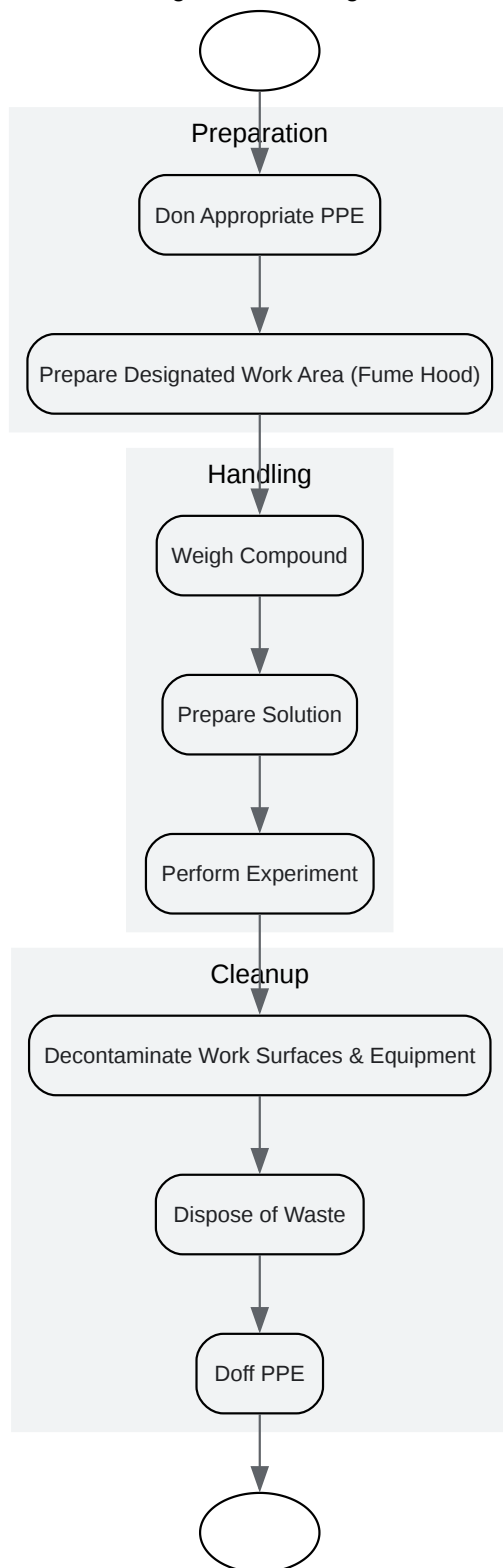 Preparation
Don Appropriate PPE
Prepare Designated Work Area (Fume Hood)
Handling
Weigh Compound
Prepare Solution
Perform Experiment
Cleanup
Decontaminate Work Surfaces & Equipment
Dispose of Waste
Doff PPE